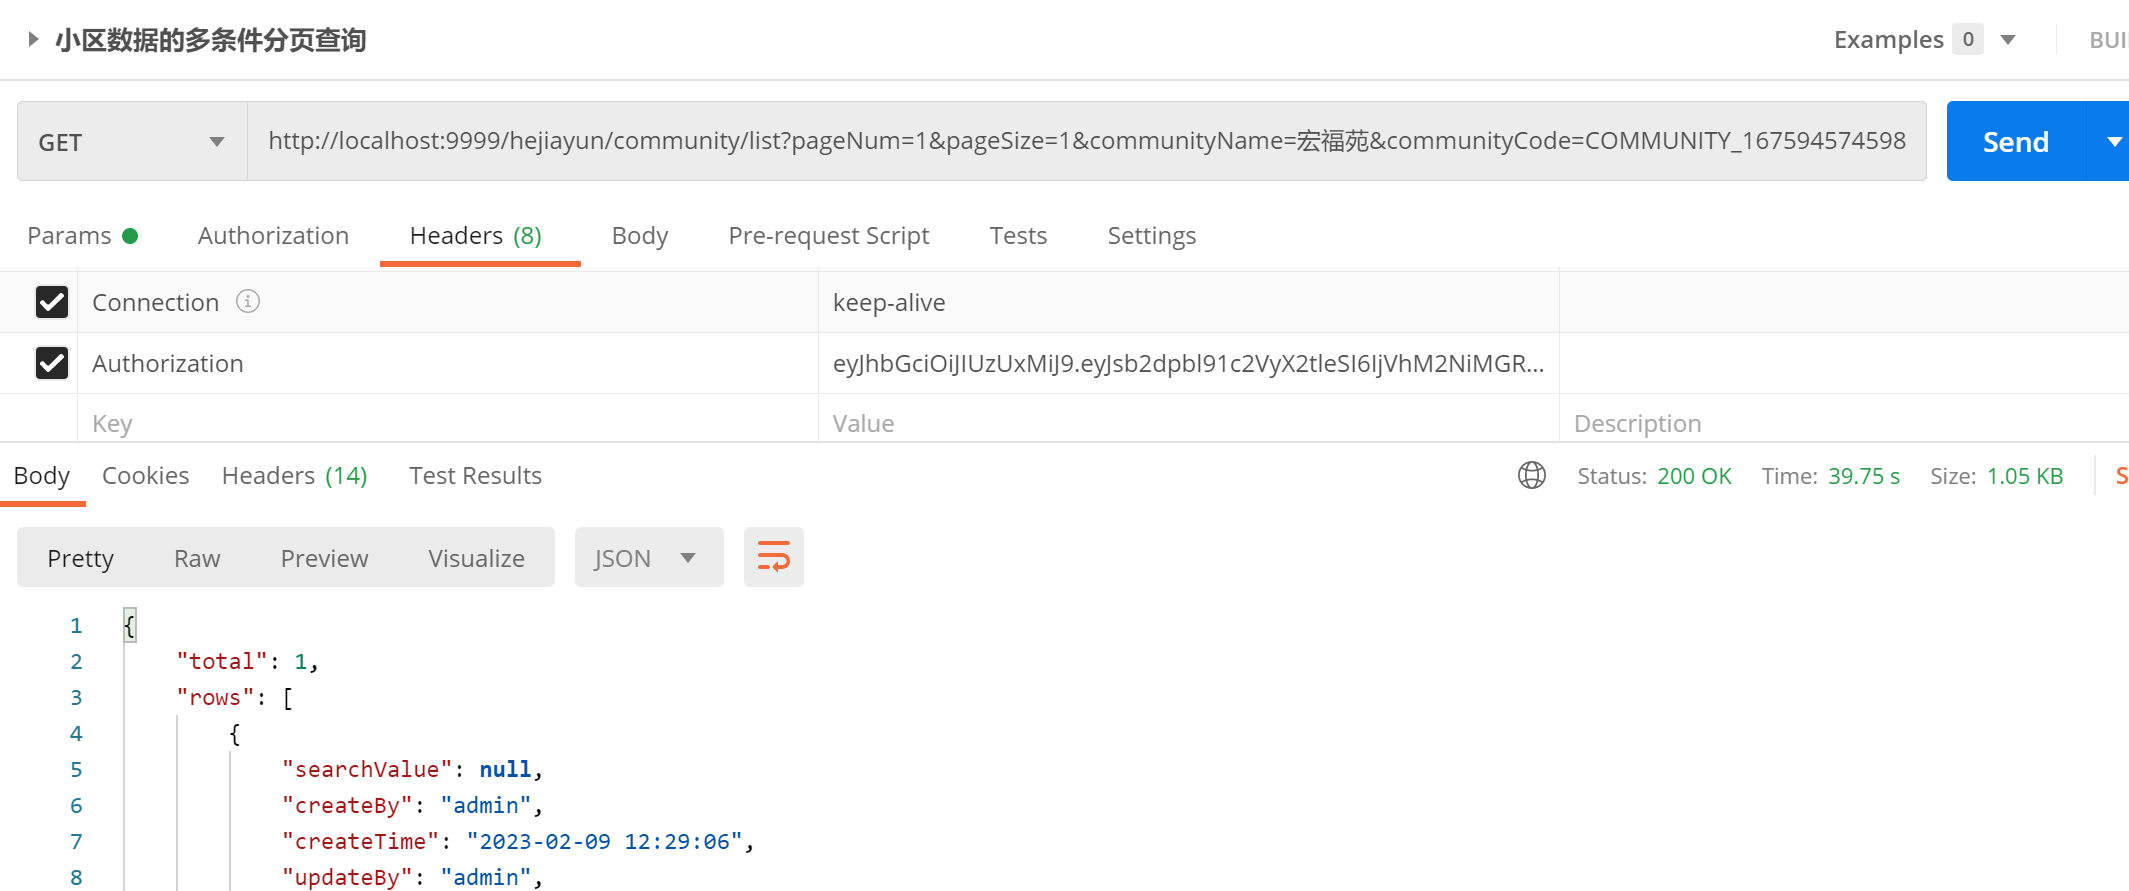 小区数据的多条件分页查询
Examples 0
GET http://localhost:9999/hejiayun/community/list?pageNum=1&pageSize=1&communityName=宏福苑&communityCode=COMMUNITY_167594574598 Send
Params Authorization Headers (8) Body Pre-request Script Tests Settings
Connection keep-alive
Authorization eyJhbGciOiJIUzUxMiJ9.eyJsb2dpbl91c2VyX2tleSI6IjVhM2NiMGR...
Key Value Description
Body Cookies Headers (14) Test Results Status: 200 OK Time: 39.75 s Size: 1.05 KB
Pretty Raw Preview Visualize JSON
1 {
2 "total": 1,
3 "rows": [
4 {
5 "searchValue": null,
6 "createBy": "admin",
7 "createTime": "2023-02-09 12:29:06",
8 "updateBy": "admin",